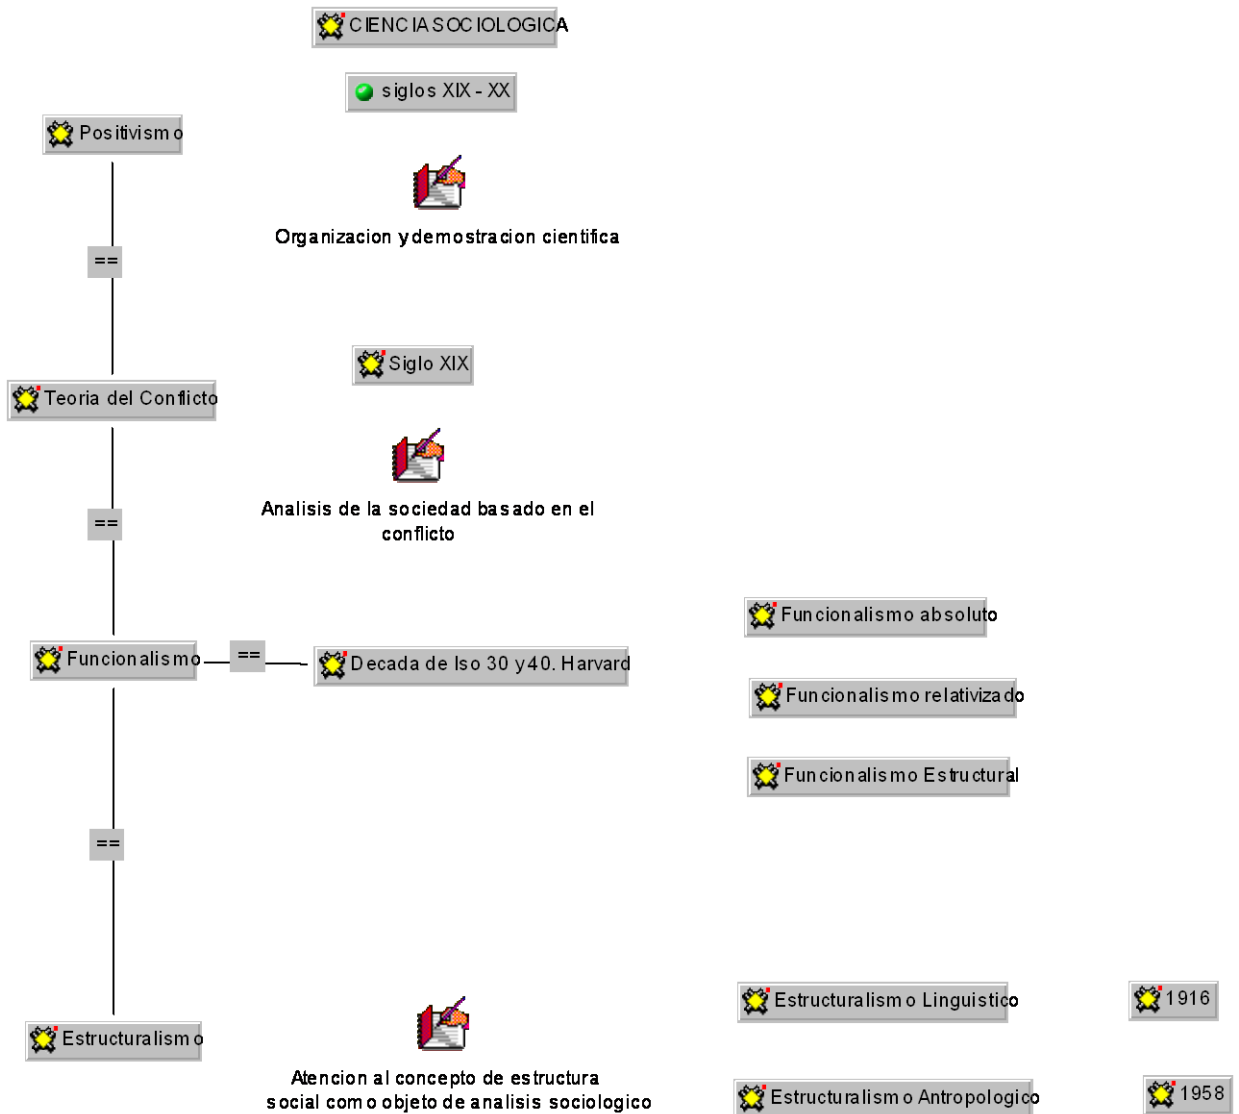 CIENCIA SOCIOLOGICA
siglos XIX - XX
Positivismo
Organizacion y demostracion cientifica
==
Siglo XIX
Teoria del Conflicto
Analisis de la sociedad basado en el
conflicto
==
Funcionalismo absoluto
Funcionalismo
==
Decada de lso 30 y 40. Harvard
Funcionalismo relativizado
Funcionalismo Estructural
==
Estructuralismo Linguistico
1916
Estructuralismo
Atencion al concepto de estructura
social como objeto de analisis sociologico
Estructuralismo Antropologico
1958